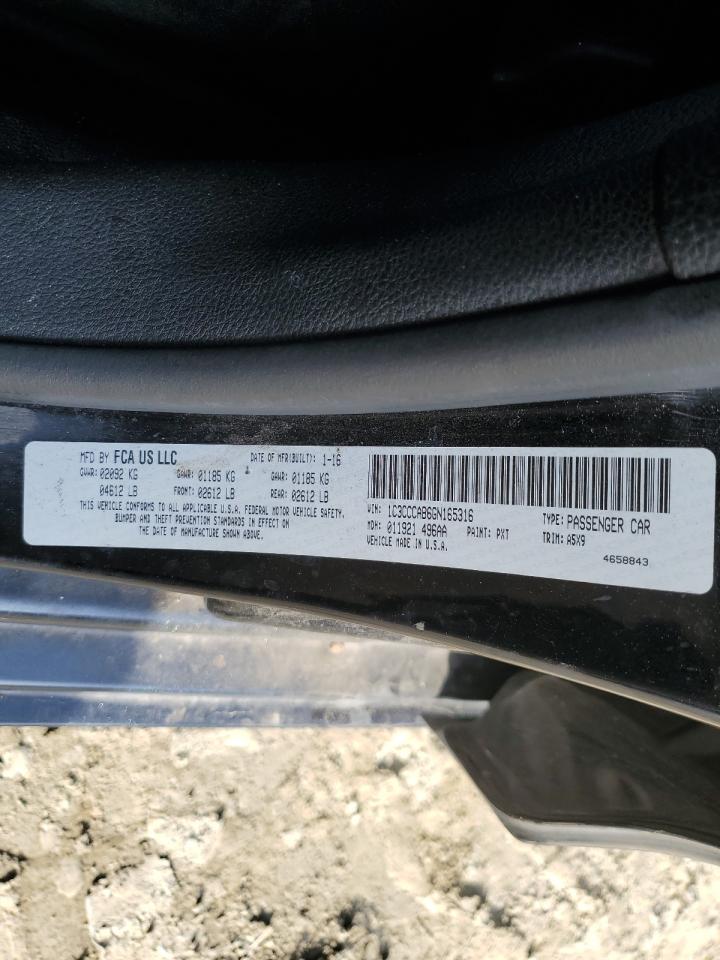 MFD BY FCA US LLC DATE OF MFR(BUILT): 1-16
GVWR: 02092 KG GAWR: 01185 KG GAWR: 01185 KG
04612 LB FRONT: 02612 LB REAR: 02612 LB
THIS VEHICLE CONFORMS TO ALL APPLICABLE U.S.A. FEDERAL MOTOR VEHICLE SAFETY,
BUMPER AND THEFT PREVENTION STANDARDS IN EFFECT ON
THE DATE OF MANUFACTURE SHOWN ABOVE.
VIN: 1C3CCCAB6GN165316 TYPE: PASSENGER CAR
MDH: 011921 496AA PAINT: PXT TRIM: A5X9
VEHICLE MADE IN U.S.A.
4658843